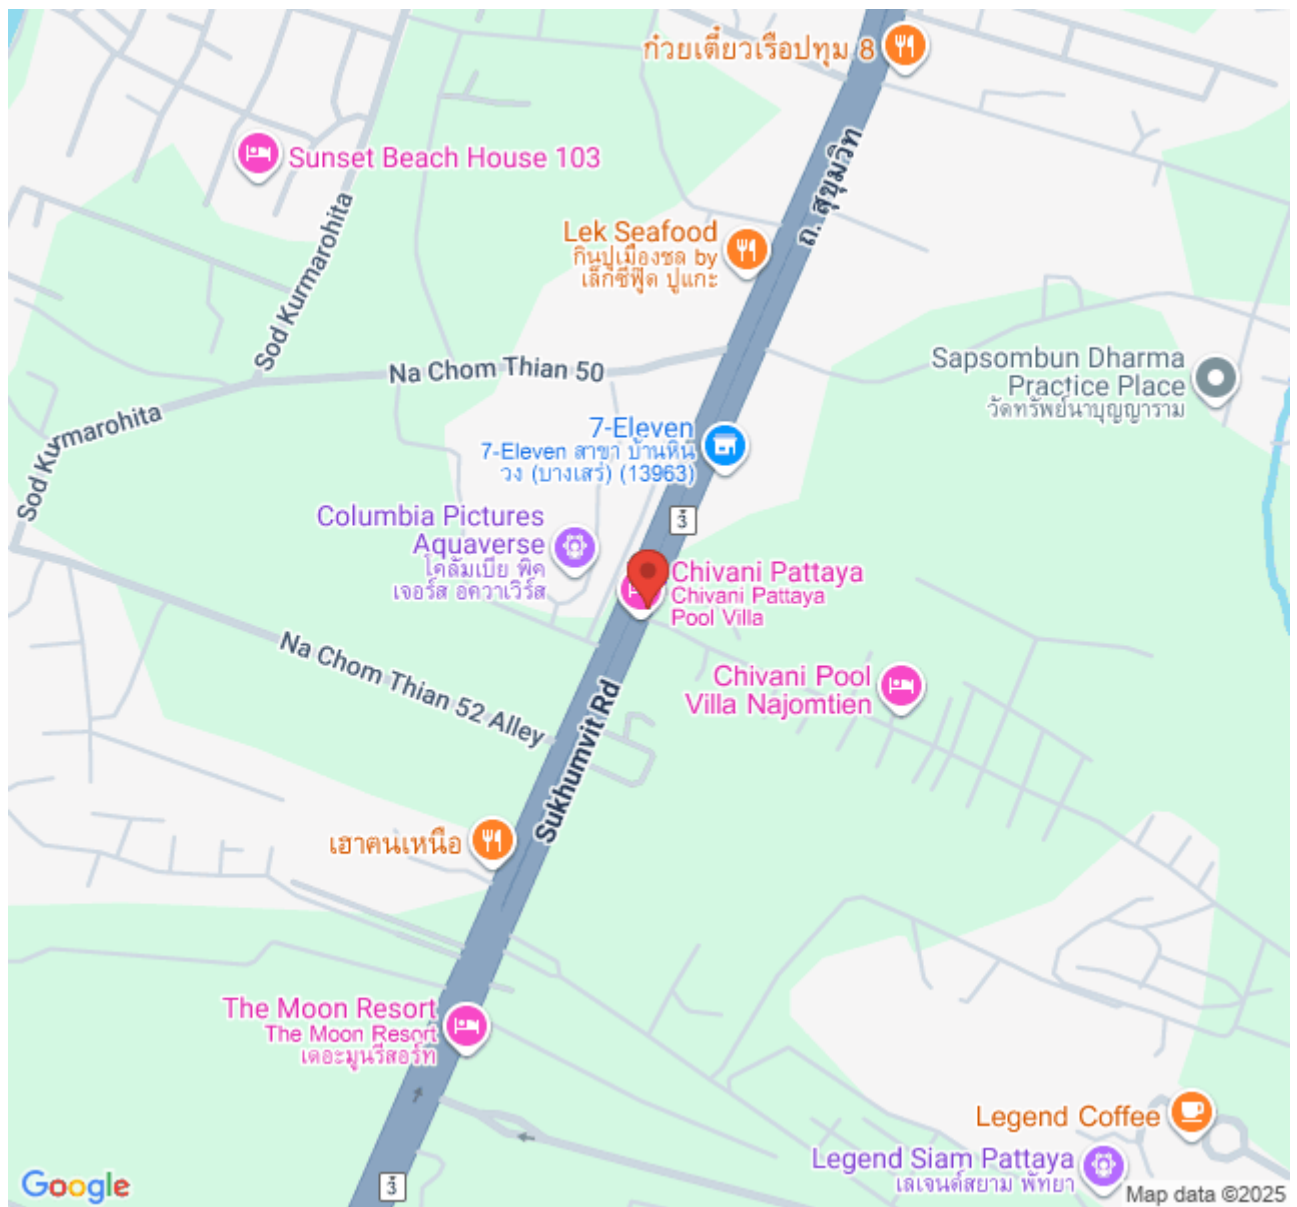 ก๋วยเตี๋ยวเรือปทุม 8
ถ. สุขุมวิท
Sunset Beach House 103
Sod Kurmarohita
Lek Seafood
กินปูเมืองชล by
เล็กซีฟู๊ด ปูแกะ
Na Chom Thian 50
Sapsombun Dharma
Practice Place
วัดทรัพย์นาบุญญาราม
Sod Kurmarohita
7-Eleven
7-Eleven สาขา บ้านหิน
วง (บางเสร่) (13963)
3
Columbia Pictures
Aquaverse
โคลัมเบีย พิค
เจอร์ส อควาเวิร์ส
Chivani Pattaya
Chivani Pattaya
Pool Villa
Na Chom Thian 52 Alley
Chivani Pool
Villa Najomtien
Sukhumvit Rd
เฮาคนเหนือ
The Moon Resort
The Moon Resort
เดอะมูนรีสอร์ท
Legend Coffee
Legend Siam Pattaya
เลเจนด์สยาม พัทยา
3
Google
Map data ©2025